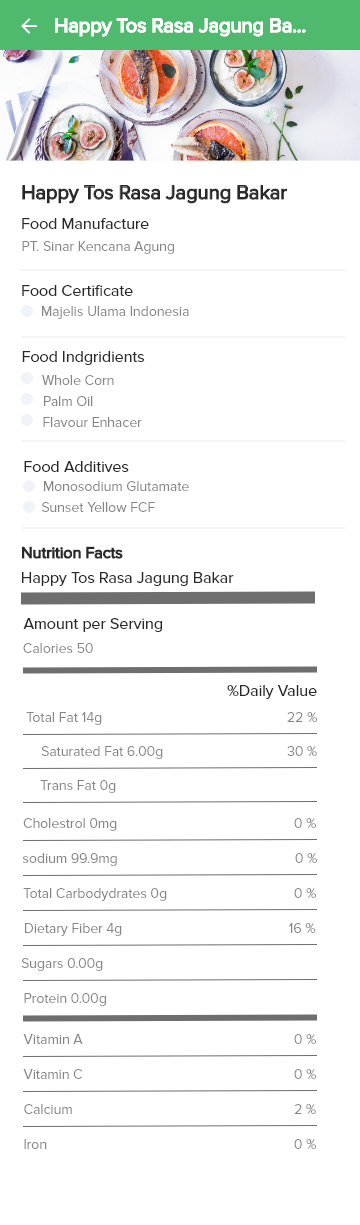 Happy Tos Rasa Jagung Ba...
Happy Tos Rasa Jagung Bakar
Food Manufacture
PT. Sinar Kencana Agung
Food Certificate
Majelis Ulama Indonesia
Food Indgridients
Whole Corn
Palm Oil
Flavour Enhacer
Food Additives
Monosodium Glutamate
Sunset Yellow FCF
Nutrition Facts
Happy Tos Rasa Jagung Bakar
Amount per Serving
Calories 50
%Daily Value
Total Fat 14g 22 %
Saturated Fat 6.00g 30 %
Trans Fat 0g
Cholestrol 0mg 0 %
sodium 99.9mg 0 %
Total Carbodydrates 0g 0 %
Dietary Fiber 4g 16 %
Sugars 0.00g
Protein 0.00g
Vitamin A 0 %
Vitamin C 0 %
Calcium 2 %
Iron 0 %